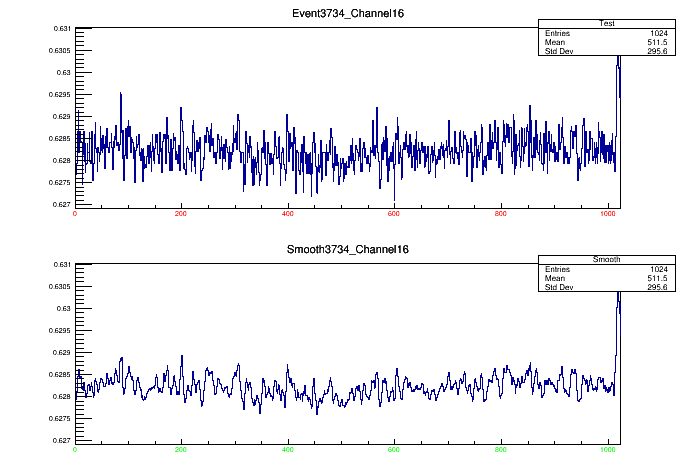 Event3734_Channel16
Test
Entries 1024
Mean 511.5
Std Dev 295.6
0.631
0.6305
0.63
0.6295
0.629
0.6285
0.628
0.6275
0.627
0 200 400 600 800 1000
Smooth3734_Channel16
Smooth
Entries 1024
Mean 511.5
Std Dev 295.6
0.631
0.6305
0.63
0.6295
0.629
0.6285
0.628
0.6275
0.627
0 200 400 600 800 1000